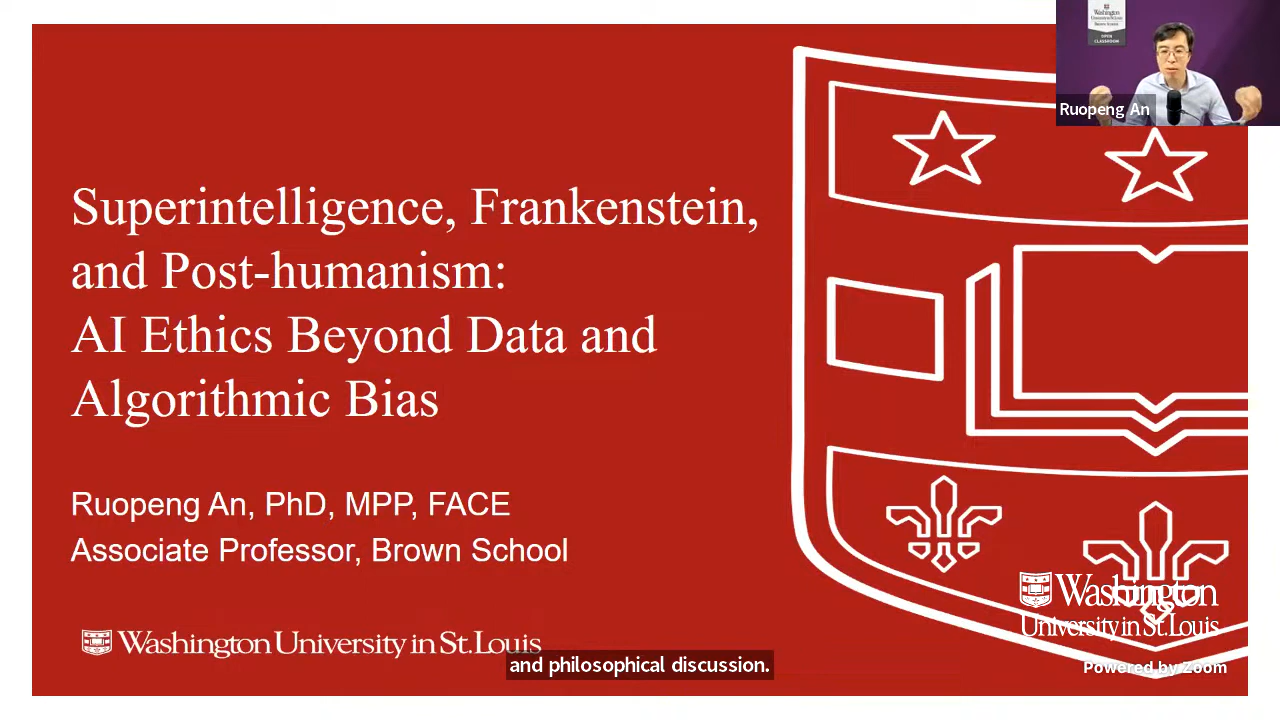 Superintelligence, Frankenstein,
and Post-humanism:
AI Ethics Beyond Data and
Algorithmic Bias
Ruopeng An, PhD, MPP, FACE
Associate Professor, Brown School
Washington University in St. Louis
and philosophical discussion.
Ruopeng An
Washington
University in St. Louis
Powered by Zoom
OPEN
CLASSROOM